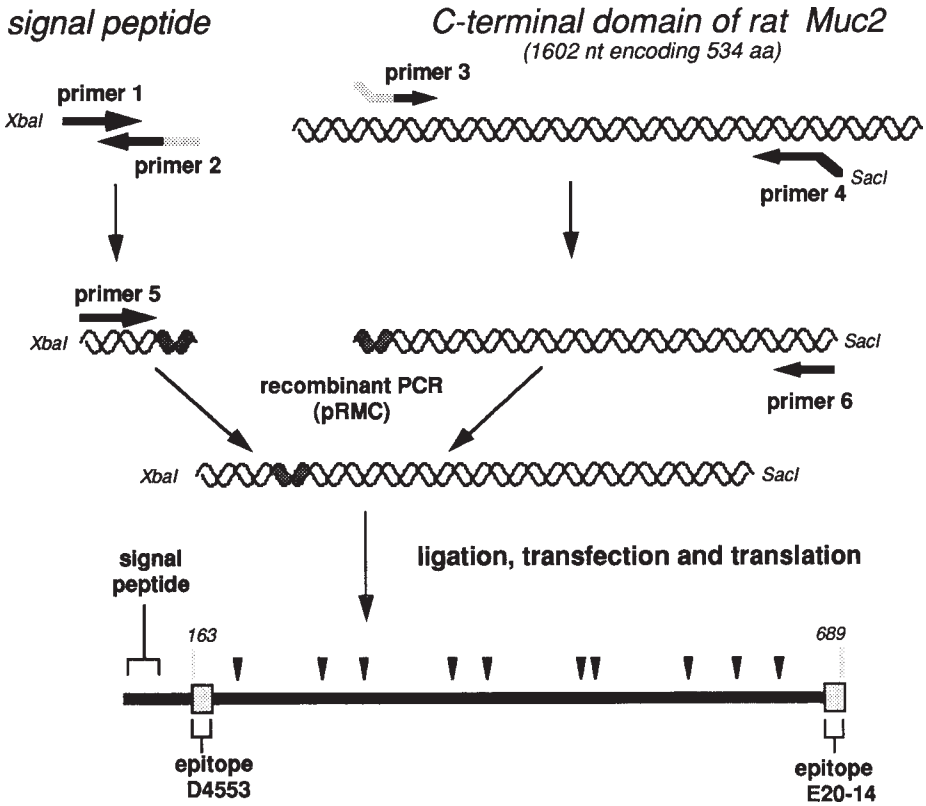 signal peptide
C-terminal domain of rat Muc2
(1602 nt encoding 534 aa)
primer 1
XbaI
primer 2
primer 3
primer 4
SacI
primer 5
XbaI
SacI
primer 6
recombinant PCR
(pRMC)
XbaI
SacI
ligation, transfection and translation
signal
peptide
163
689
epitope
D4553
epitope
E20-14